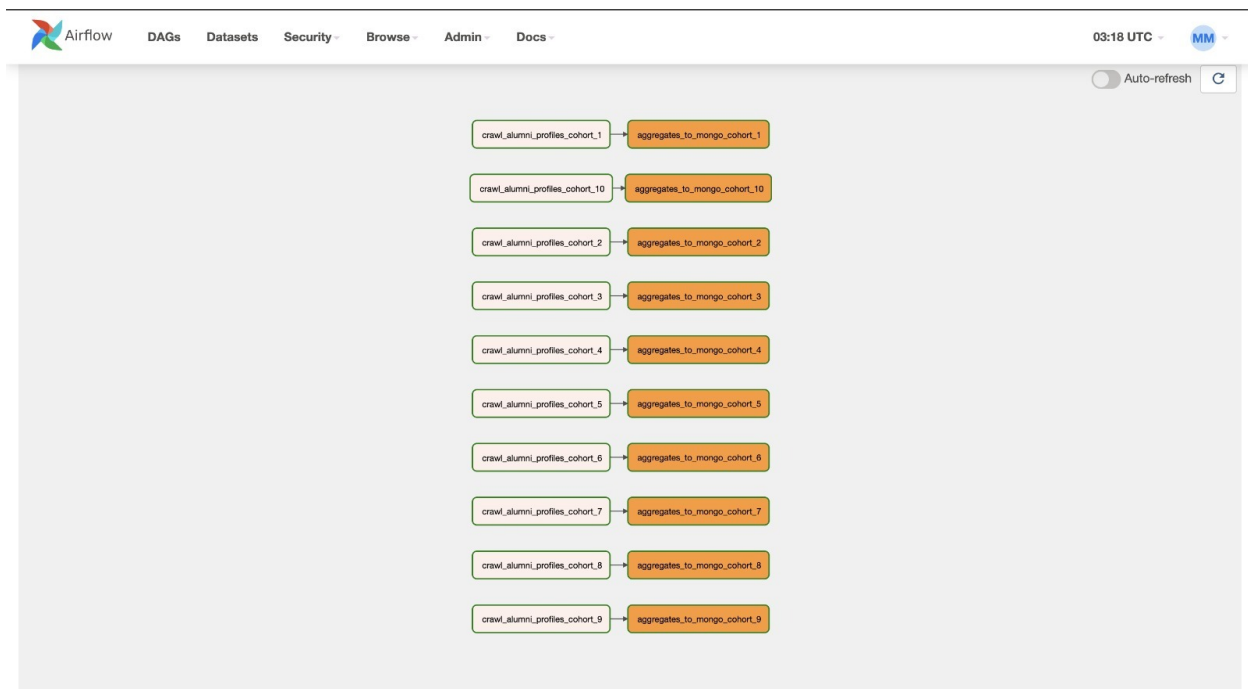 Airflow DAGs Datasets Security Browse Admin Docs 03:18 UTC MM
Auto-refresh
crawl_alumni_profiles_cohort_1 aggregates_to_mongo_cohort_1
crawl_alumni_profiles_cohort_10 aggregates_to_mongo_cohort_10
crawl_alumni_profiles_cohort_2 aggregates_to_mongo_cohort_2
crawl_alumni_profiles_cohort_3 aggregates_to_mongo_cohort_3
crawl_alumni_profiles_cohort_4 aggregates_to_mongo_cohort_4
crawl_alumni_profiles_cohort_5 aggregates_to_mongo_cohort_5
crawl_alumni_profiles_cohort_6 aggregates_to_mongo_cohort_6
crawl_alumni_profiles_cohort_7 aggregates_to_mongo_cohort_7
crawl_alumni_profiles_cohort_8 aggregates_to_mongo_cohort_8
crawl_alumni_profiles_cohort_9 aggregates_to_mongo_cohort_9